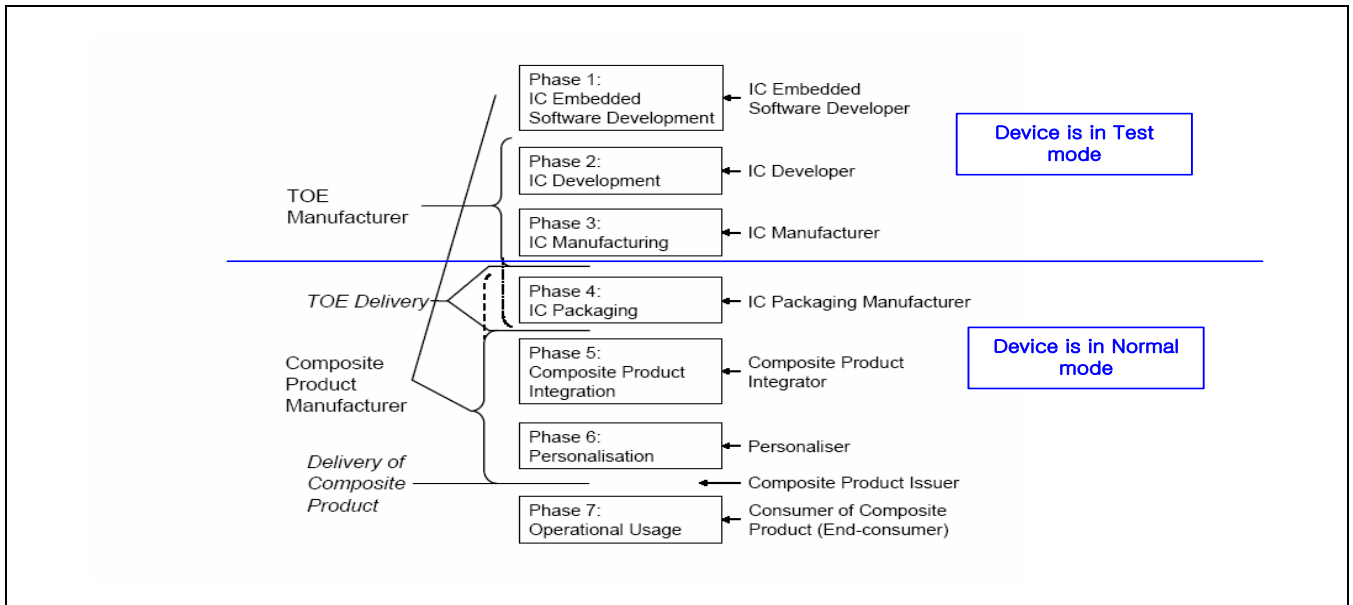 Phase 1:
IC Embedded
Software Development
IC Embedded
Software Developer
Device is in Test
mode
Phase 2:
IC Development
IC Developer
TOE
Manufacturer
Phase 3:
IC Manufacturing
IC Manufacturer
TOE Delivery
Phase 4:
IC Packaging
IC Packaging Manufacturer
Device is in Normal
mode
Composite
Product
Manufacturer
Phase 5:
Composite Product
Integration
Composite Product
Integrator
Phase 6:
Personalisation
Personaliser
Delivery of
Composite
Product
Composite Product Issuer
Phase 7:
Operational Usage
Consumer of Composite
Product (End-consumer)